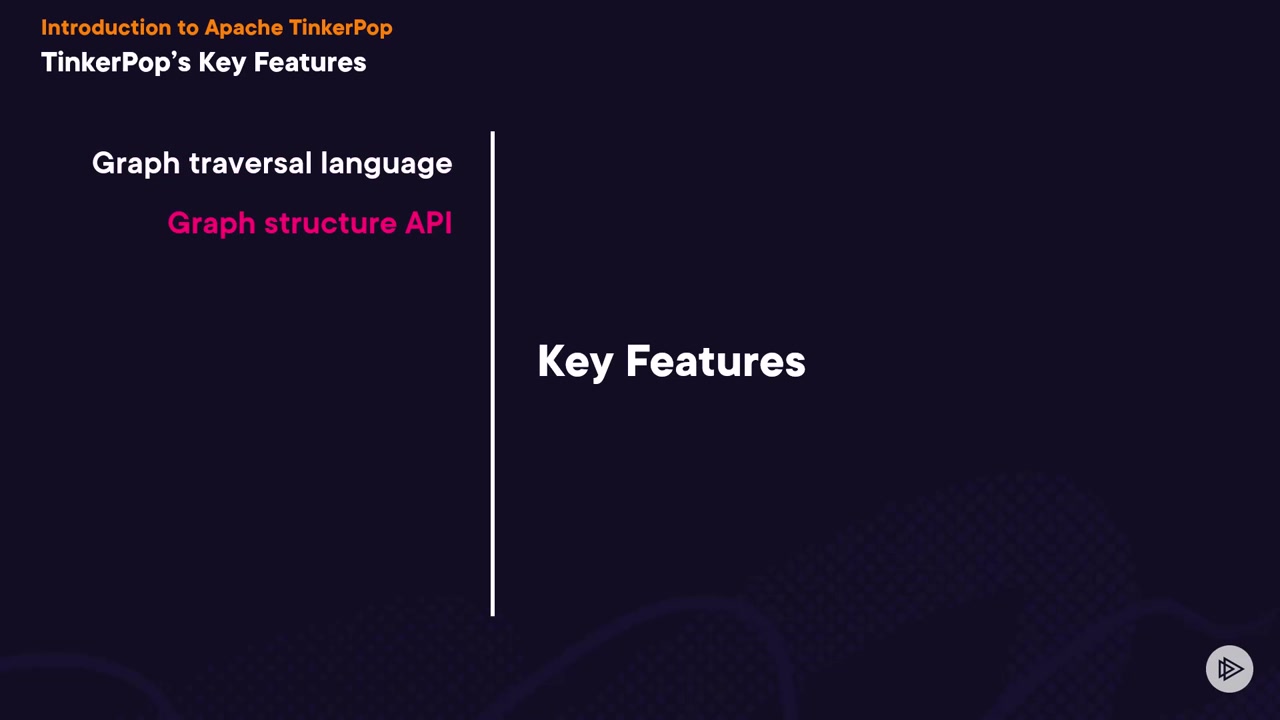 Introduction to Apache TinkerPop
TinkerPop’s Key Features
Graph traversal language
Graph structure API
Key Features